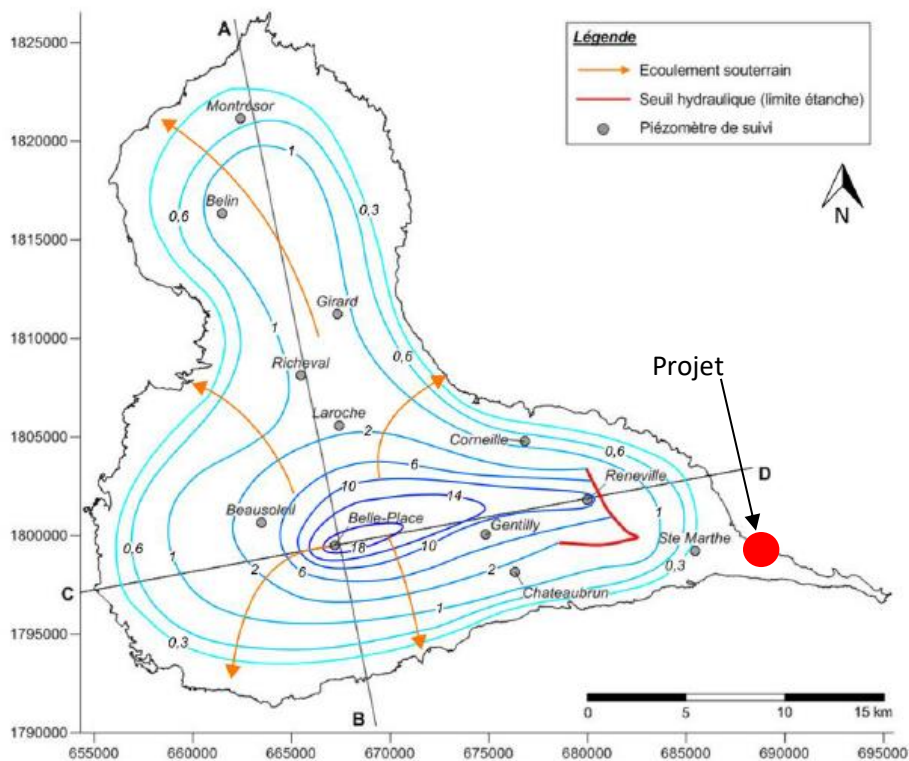 Légende
Ecoulement souterrain
Seuil hydraulique (limite étanche)
Piézomètre de suivi
N
A
1825000
Montrésor
1820000
1
0,6
Belin
0,3
1815000
Girard
1
1810000
0,6
Richeval
Projet
Laroche
1805000
2
Corneille
0,6
6
Reneville
D
10
14
Beausoleil
Belle-Place
1
1800000
Gentilly
18
10
Ste Marthe
0,6
1
2
6
2
0,3
Chateaubrun
C
1
1795000
0,3
B
0 5 10 15 km
1790000
655000 660000 665000 670000 675000 680000 685000 690000 695000